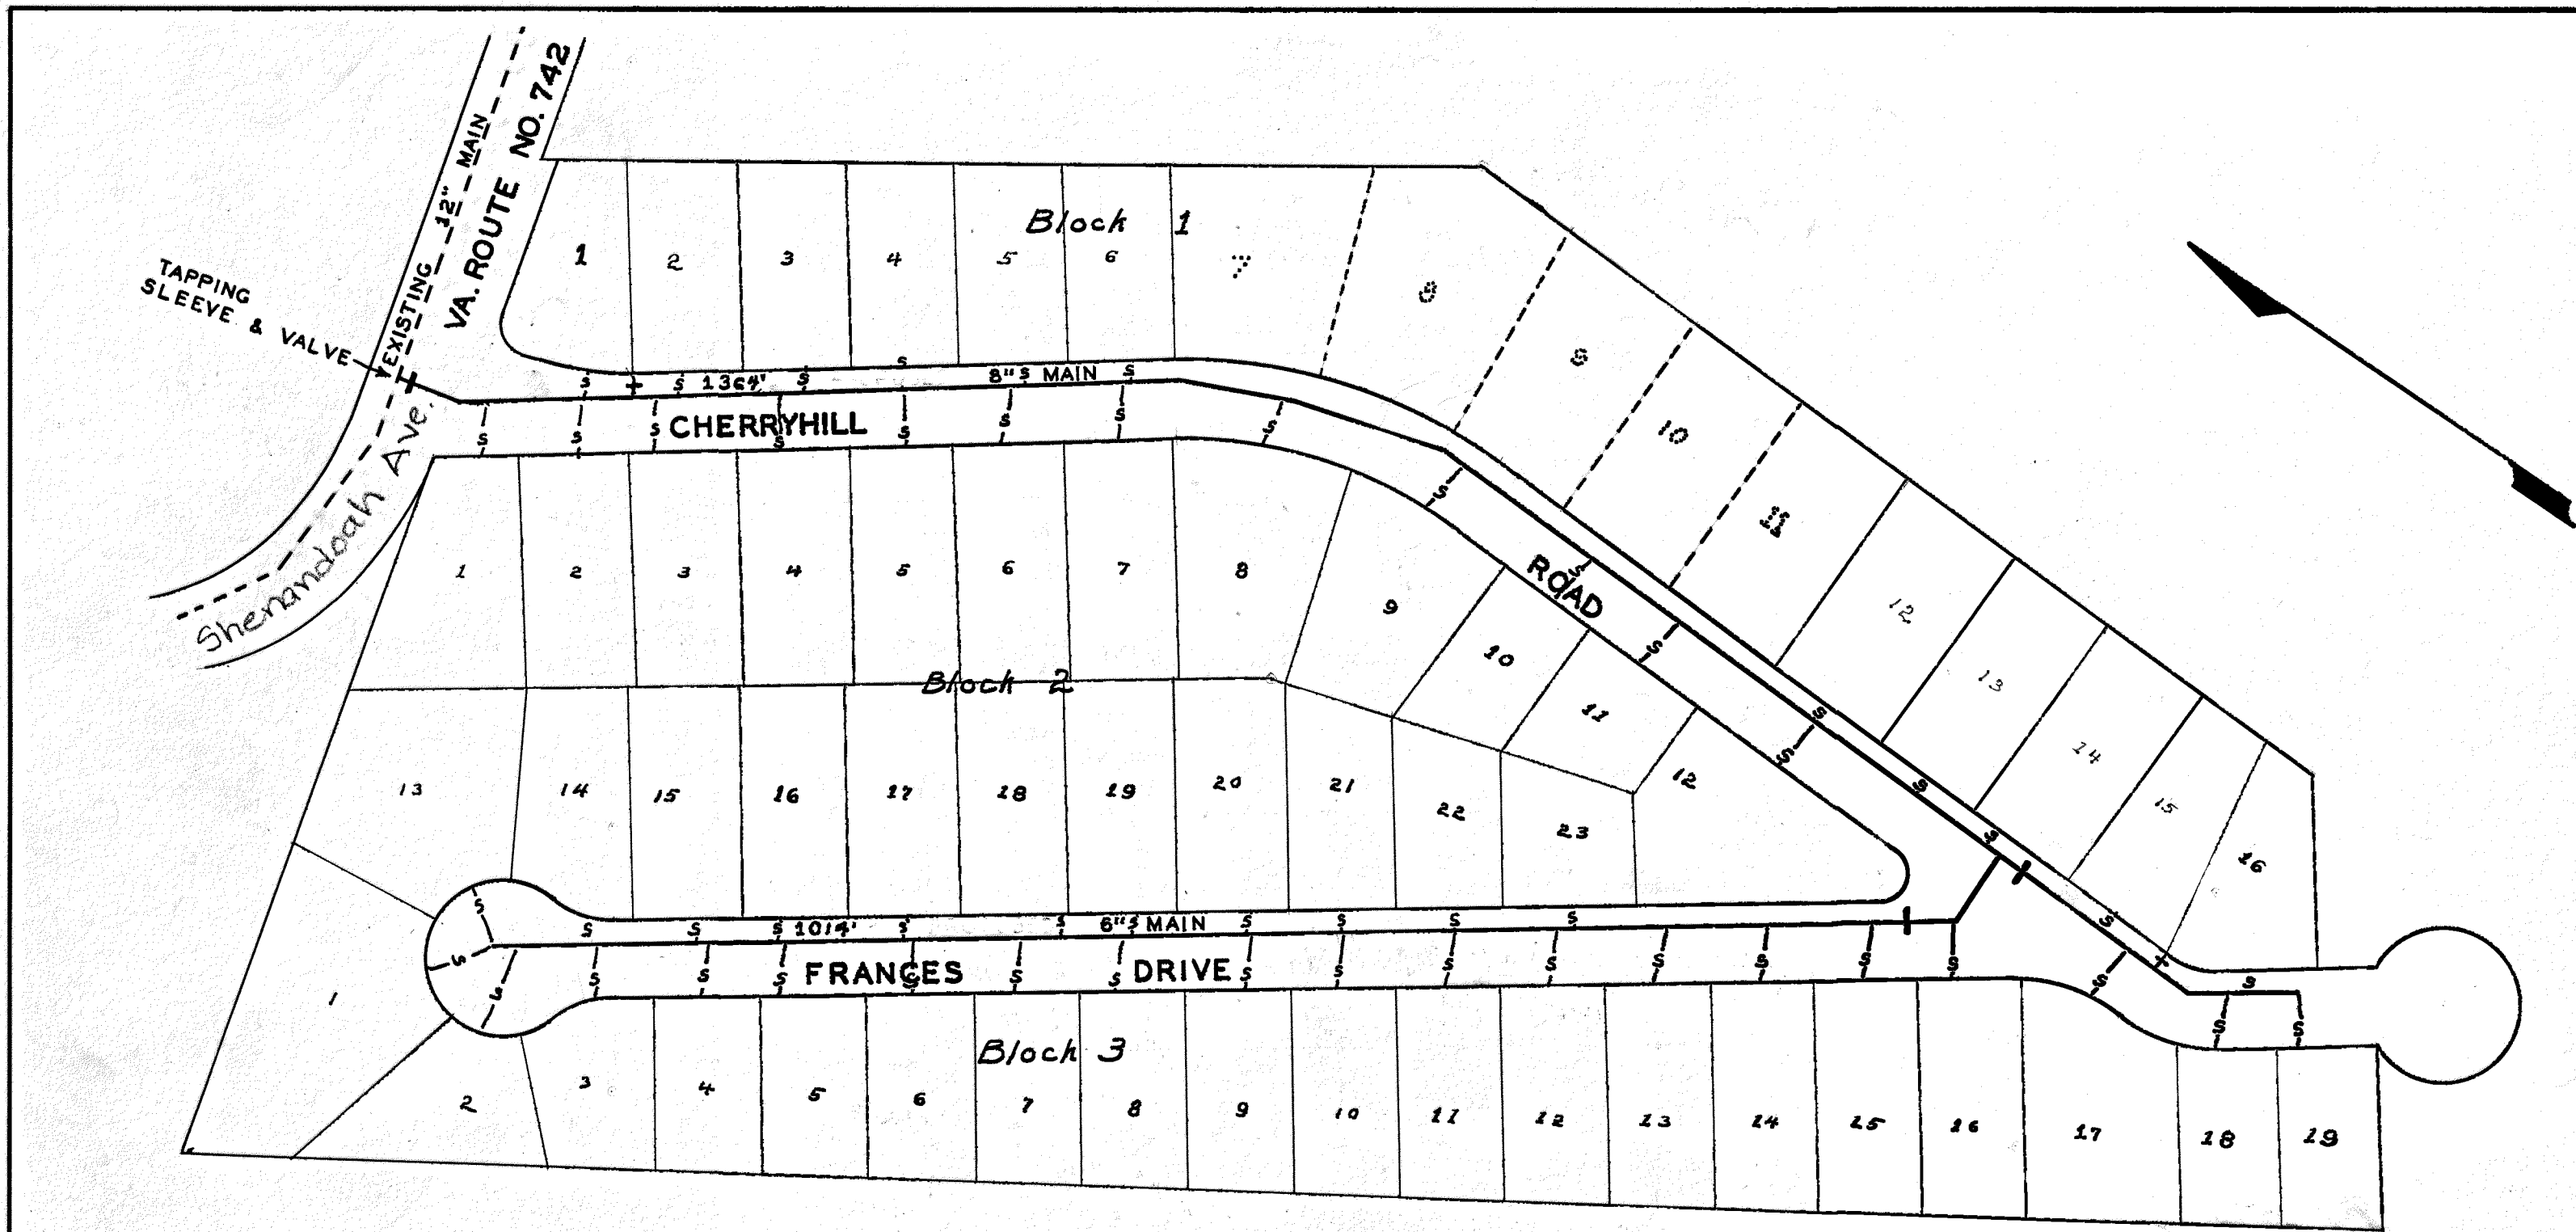 EXISTING 12" MAIN
VA. ROUTE NO. 742
TAPPING
SLEEVE & VALVE
Shenandoah Ave.
Block 1
1 2 3 4 5 6 7 8 9 10 11 12 13 14 15 16
S S 1364' S S 8" S MAIN S
S S S S S S S S
CHERRYHILL
ROAD
S S S S S S S S S
1 2 3 4 5 6 7 8 9 10 11 12
Block 2
13 14 15 16 17 18 19 20 21 22 23
S S S 1014' S S 6" S MAIN S S S S
S S S
FRANCES DRIVE
S S S S S S S S S S S S S S
S S S S
Block 3
1 2 3 4 5 6 7 8 9 10 11 12 13 14 15 16 17 18 19